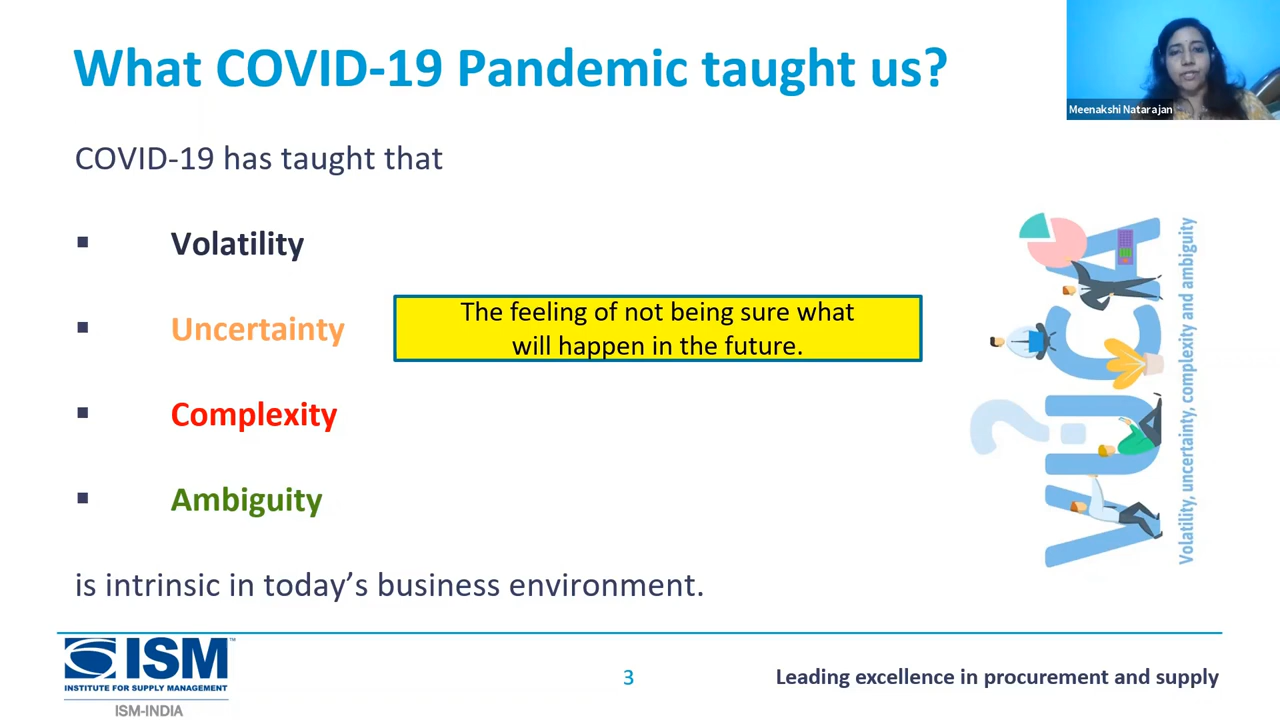 What COVID-19 Pandemic taught us?
Meenakshi Natarajan
COVID-19 has taught that
▪ Volatility
▪ Uncertainty
The feeling of not being sure what
will happen in the future.
▪ Complexity
▪ Ambiguity
is intrinsic in today’s business environment.
VUCA
?
Volatility, uncertainty, complexity and ambiguity
ISM™
INSTITUTE FOR SUPPLY MANAGEMENT
ISM-INDIA
3
Leading excellence in procurement and supply